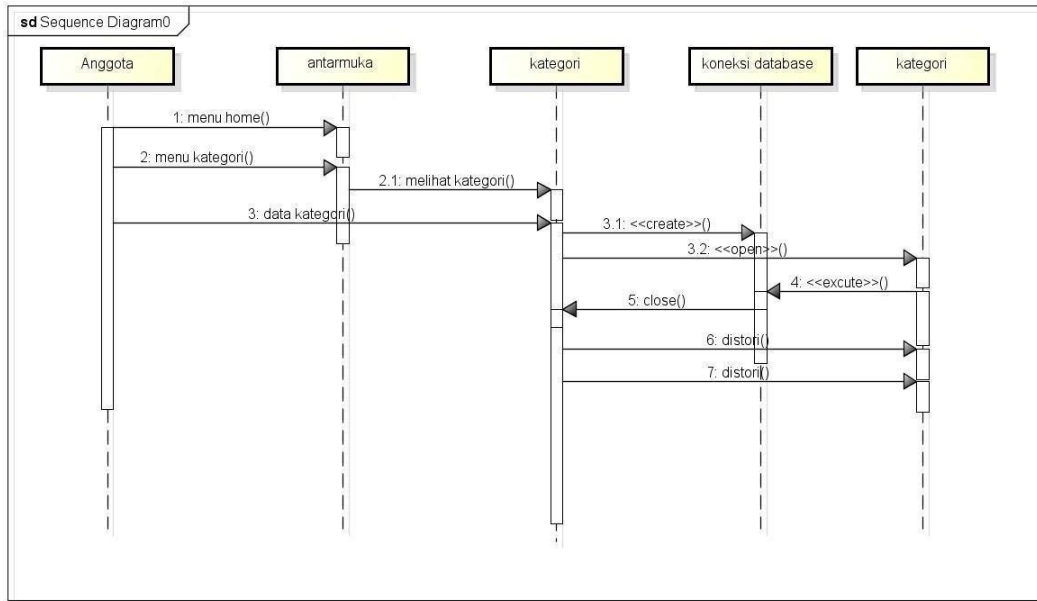 sd Sequence Diagram0
Anggota
antarmuka
kategori
koneksi database
kategori
1: menu home()
2: menu kategori()
2.1: melihat kategori()
3: data kategori()
3.1: <<create>>()
3.2: <<open>>()
4: <<excute>>()
5: close()
6: distori()
7: distori()